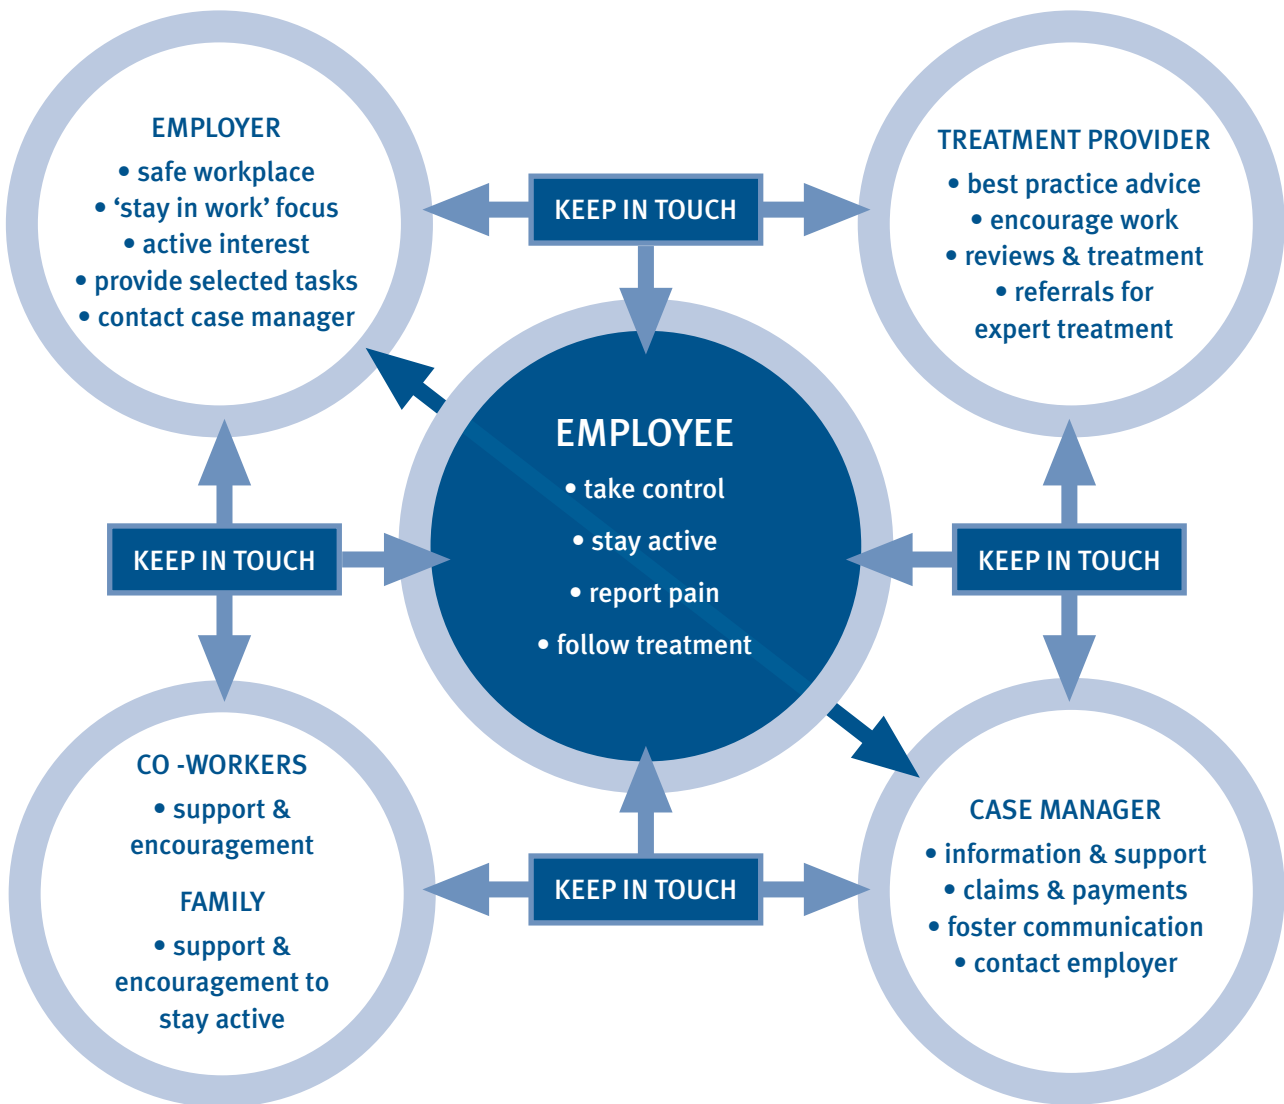 EMPLOYER
• safe workplace
• ‘stay in work’ focus
• active interest
• provide selected tasks
• contact case manager
KEEP IN TOUCH
TREATMENT PROVIDER
• best practice advice
• encourage work
• reviews & treatment
• referrals for
expert treatment
EMPLOYEE
• take control
• stay active
• report pain
• follow treatment
KEEP IN TOUCH
KEEP IN TOUCH
CO -WORKERS
• support &
encouragement
FAMILY
• support &
encouragement to
stay active
KEEP IN TOUCH
CASE MANAGER
• information & support
• claims & payments
• foster communication
• contact employer